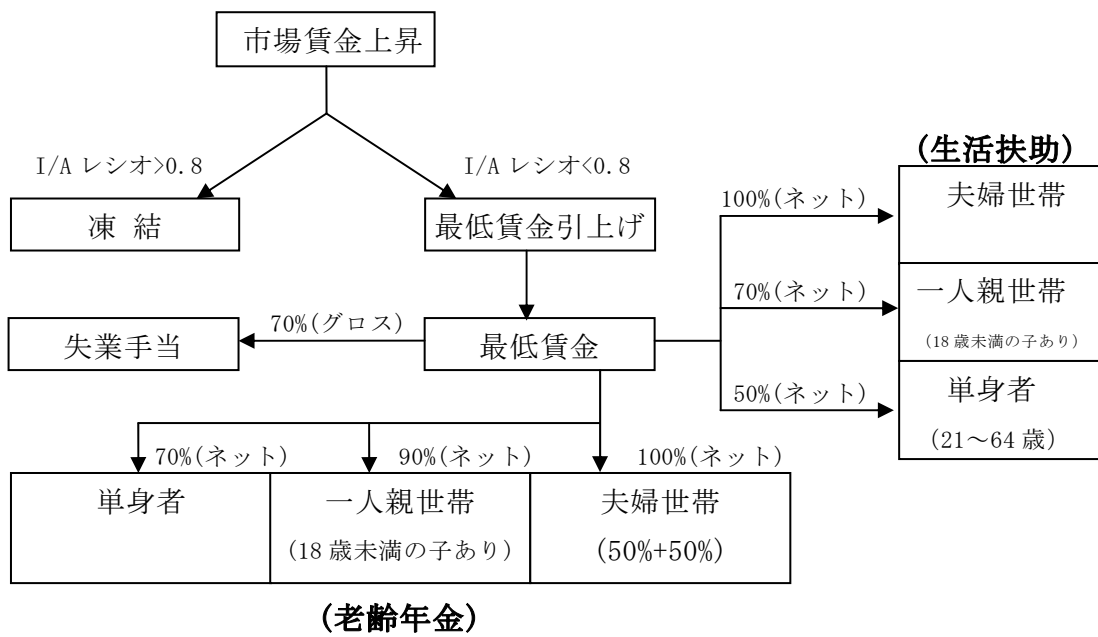 市場賃金上昇
I/A レシオ>0.8
I/A レシオ<0.8
凍 結
最低賃金引上げ
(生活扶助)
100%(ネット)
夫婦世帯
70%(ネット)
一人親世帯
(18 歳未満の子あり)
50%(ネット)
単身者
(21～64 歳)
失業手当
70%(グロス)
最低賃金
70%(ネット)
90%(ネット)
100%(ネット)
単身者
一人親世帯
(18 歳未満の子あり)
夫婦世帯
(50%+50%)
(老齢年金)